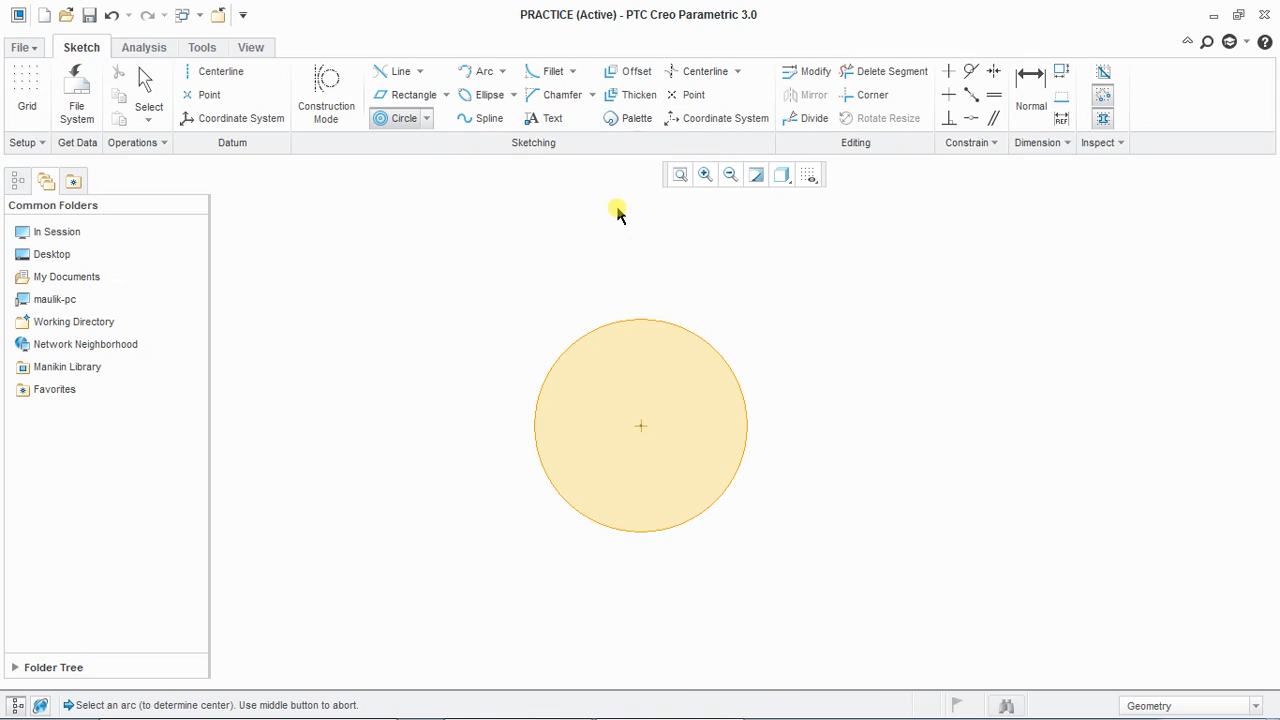 PRACTICE (Active) - PTC Creo Parametric 3.0
File Sketch Analysis Tools View
Grid
File System
Select
Centerline
Point
Coordinate System
Construction Mode
Line Arc Fillet Offset Centerline
Rectangle Ellipse Chamfer Thicken Point
Circle Spline Text Palette Coordinate System
Modify Delete Segment
Mirror Corner
Divide Rotate Resize
Normal
REF
Setup Get Data Operations Datum Sketching Editing Constrain Dimension Inspect
Common Folders
In Session
Desktop
My Documents
maulik-pc
Working Directory
Network Neighborhood
Manikin Library
Favorites
Folder Tree
Select an arc (to determine center). Use middle button to abort.
Geometry